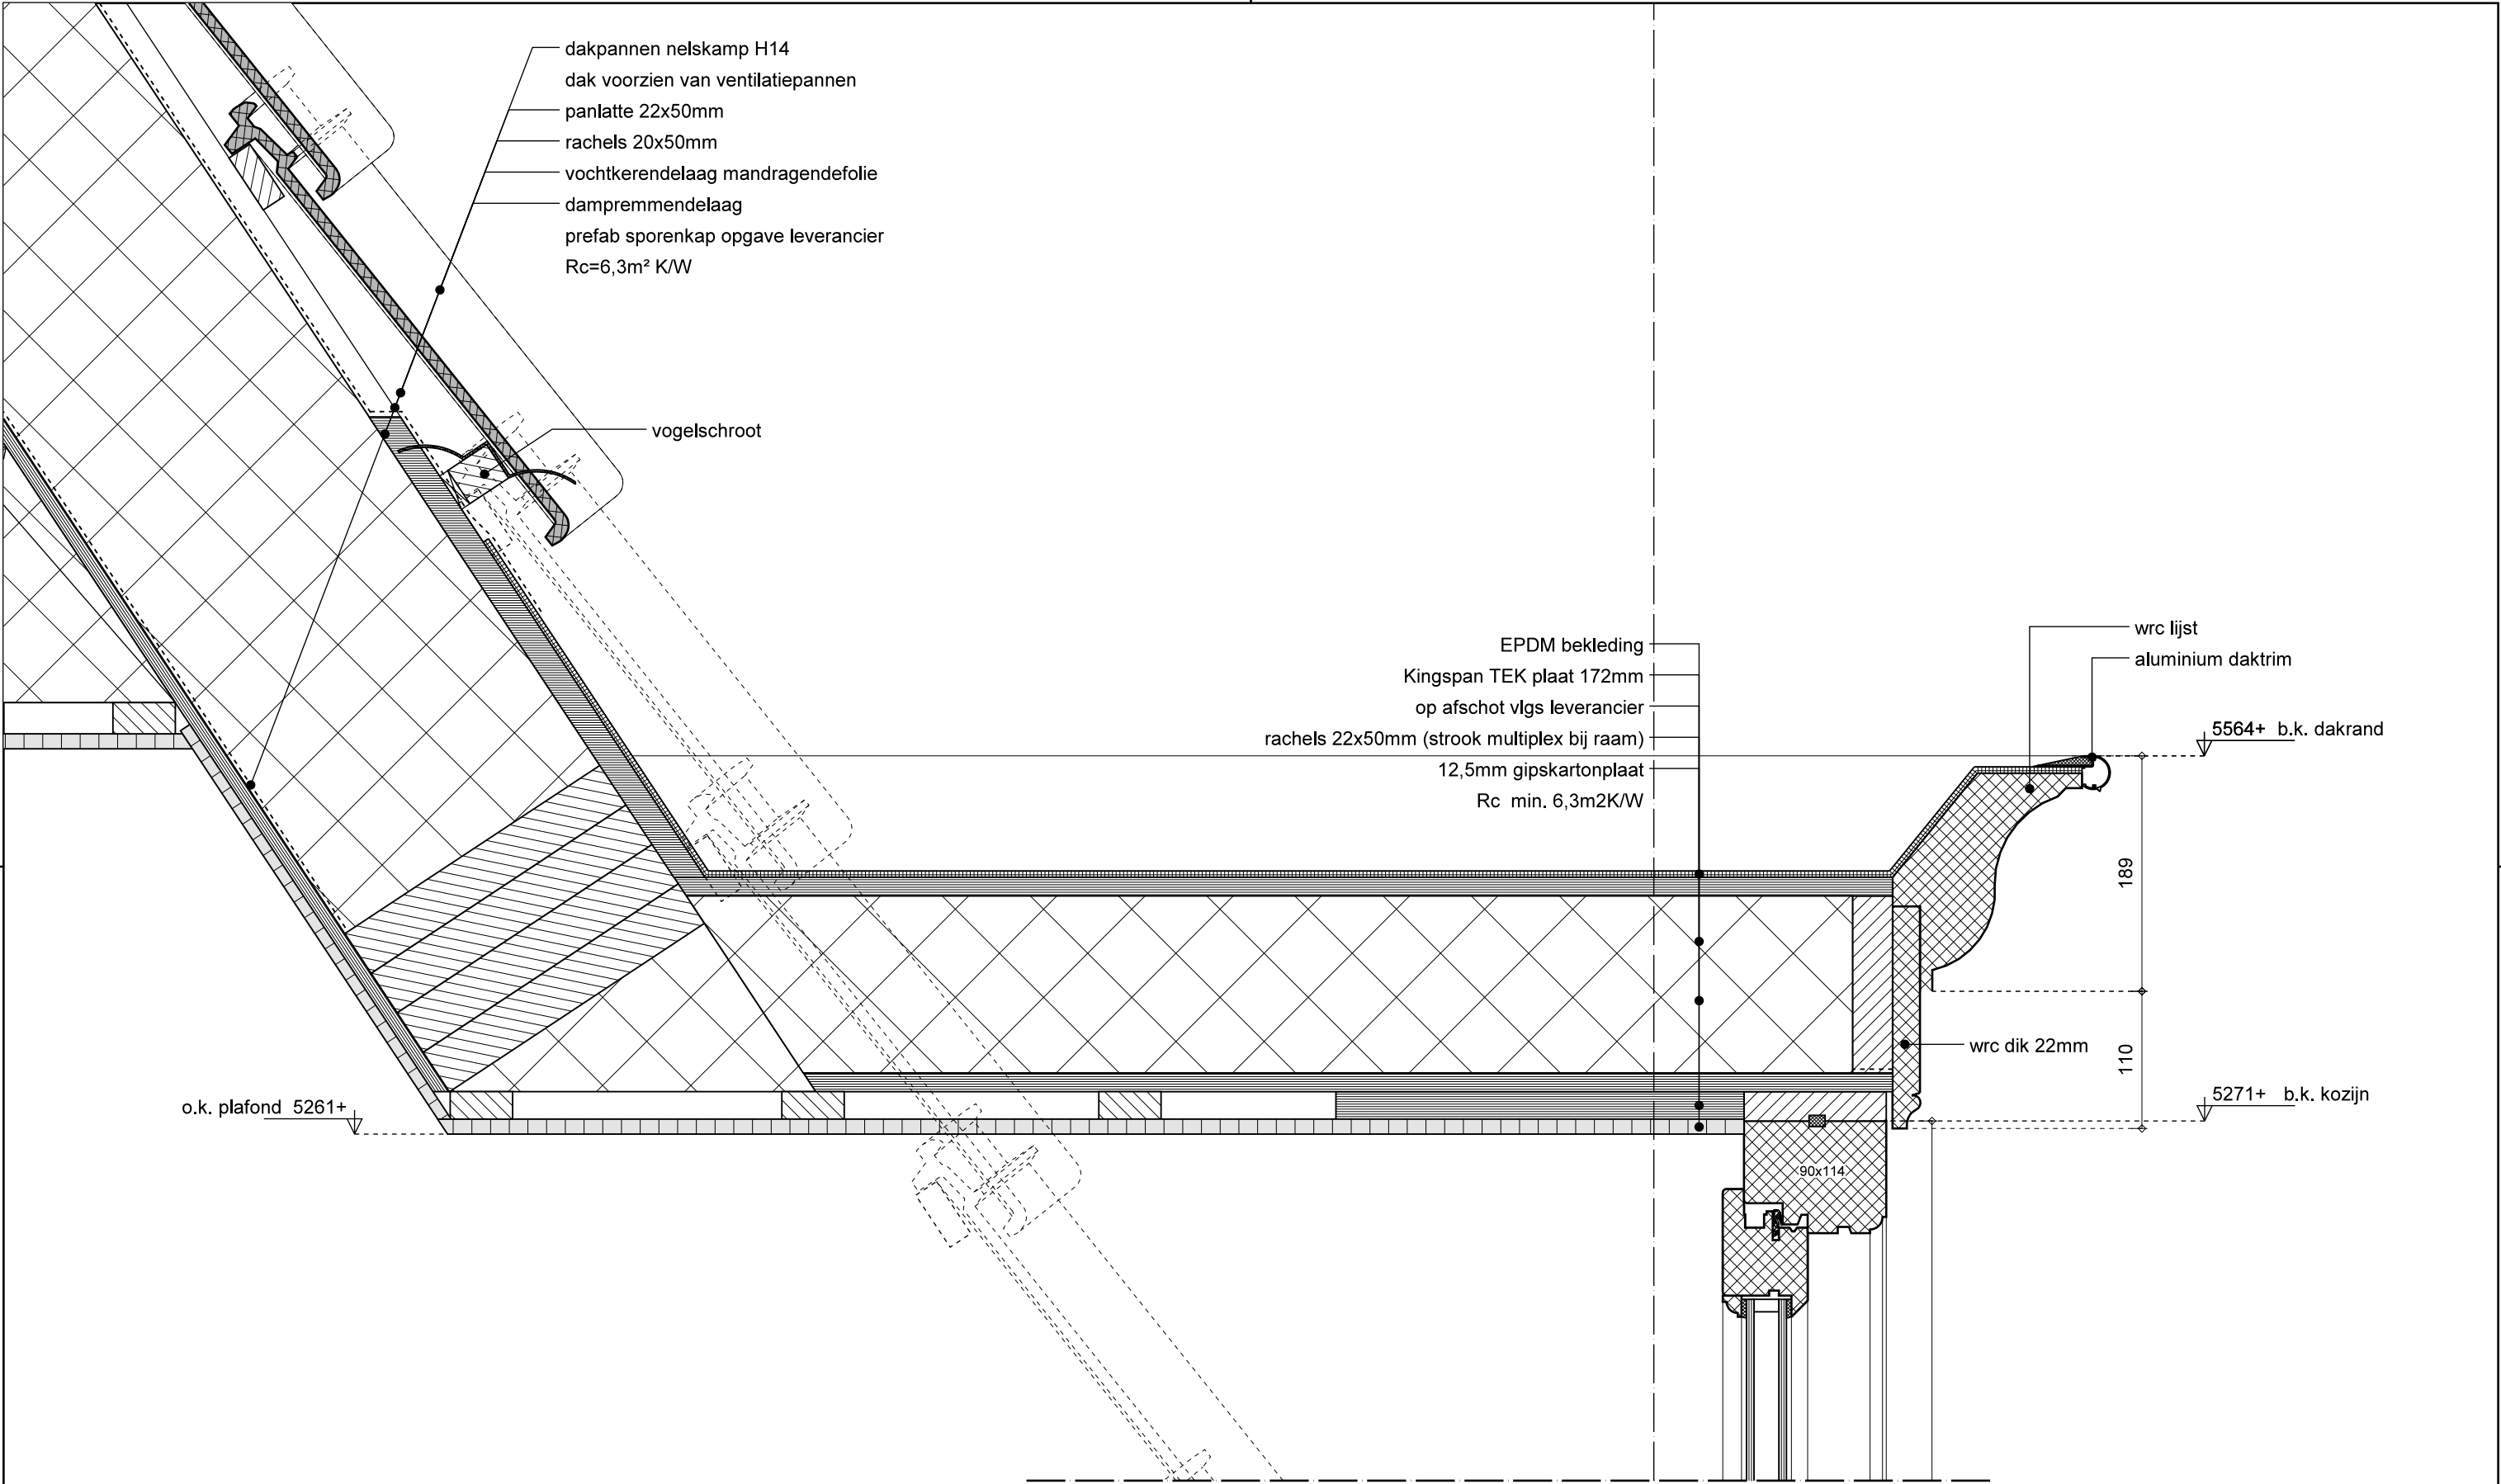 dakpannen nelskamp H14
dak voorzien van ventilatiepannen
panlatte 22x50mm
rachels 20x50mm
vochtkerendelaag mandragendefolie
dampremmendelaag
prefab sporenkap opgave leverancier
Rc=6,3m² K/W
vogelschroot
EPDM bekleding
Kingspan TEK plaat 172mm
op afschot vlgs leverancier
rachels 22x50mm (strook multiplex bij raam)
12,5mm gipskartonplaat
Rc min. 6,3m2K/W
wrc lijst
aluminium daktrim
5564+ b.k. dakrand
189
wrc dik 22mm
110
5271+ b.k. kozijn
o.k. plafond 5261+
90x114